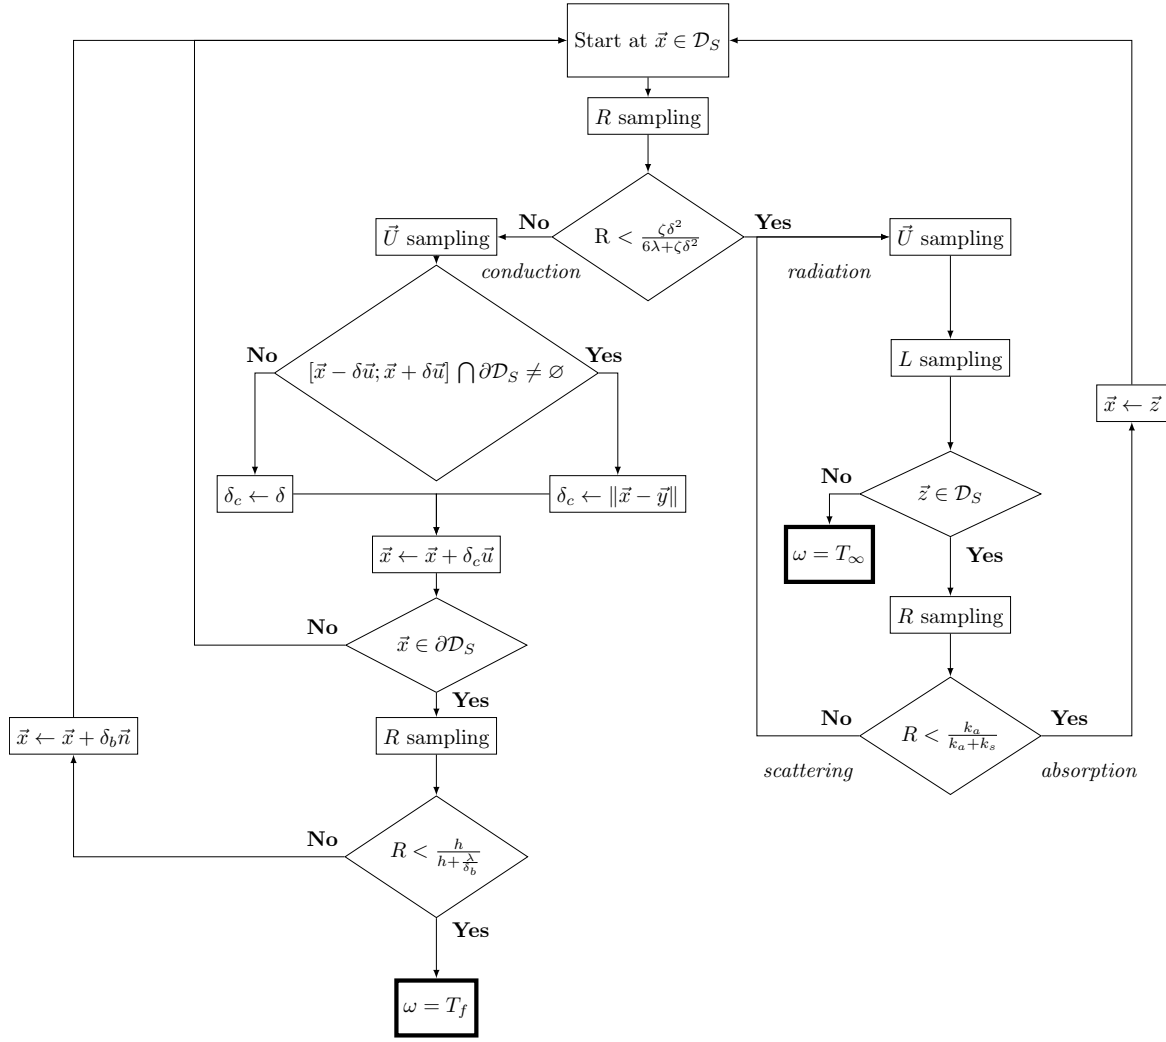 Start at $\vec{x} \in \mathcal{D}_S$
$R$ sampling
No
R < $\frac{\zeta\delta^2}{6\lambda+\zeta\delta^2}$
Yes
$\vec{U}$ sampling
$\vec{U}$ sampling
conduction
radiation
No
$[\vec{x} - \delta\vec{u}; \vec{x} + \delta\vec{u}] \bigcap \partial\mathcal{D}_S \neq \varnothing$
Yes
$L$ sampling
$\vec{x} \leftarrow \vec{z}$
$\delta_c \leftarrow \delta$
$\delta_c \leftarrow \|\vec{x} - \vec{y}\|$
No
$\vec{z} \in \mathcal{D}_S$
$\omega = T_\infty$
Yes
$\vec{x} \leftarrow \vec{x} + \delta_c\vec{u}$
No
$\vec{x} \in \partial\mathcal{D}_S$
Yes
$R$ sampling
$R$ sampling
$\vec{x} \leftarrow \vec{x} + \delta_b\vec{n}$
No
$R < \frac{k_a}{k_a+k_s}$
Yes
scattering
absorption
No
$R < \frac{h}{h+\frac{\lambda}{\delta_b}}$
Yes
$\omega = T_f$